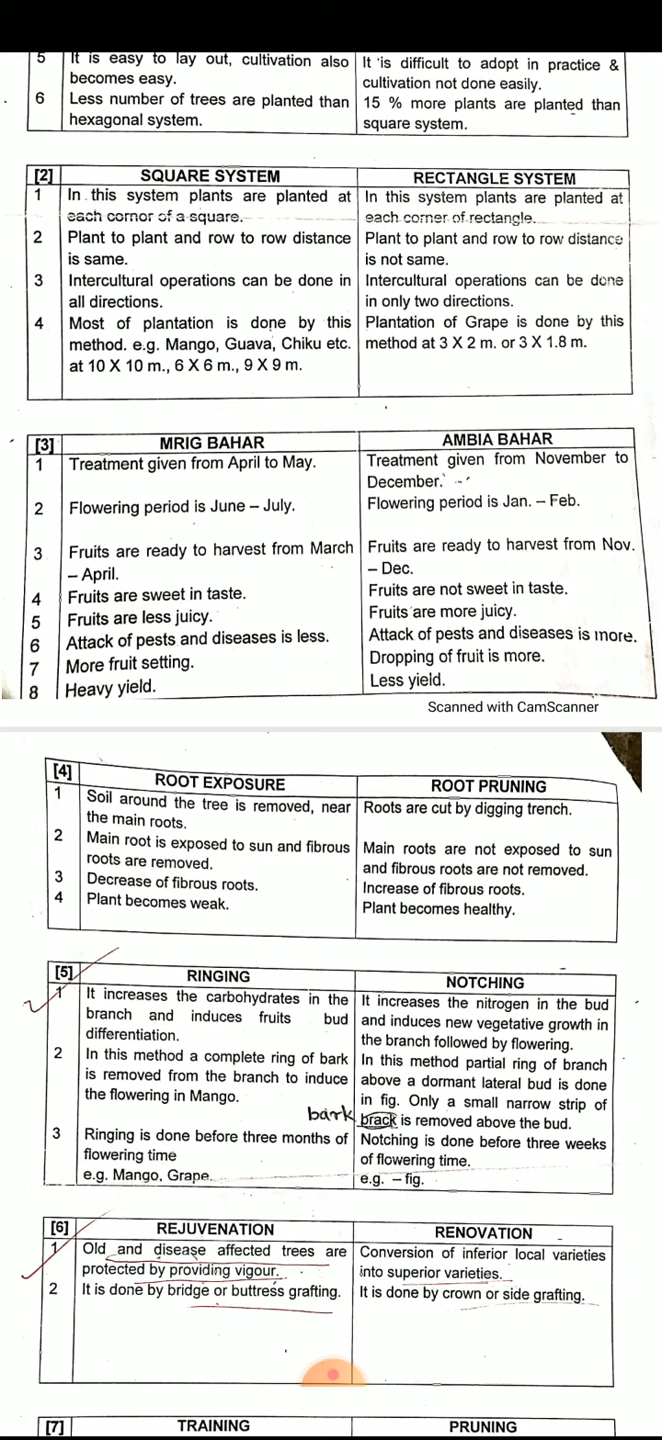 5 It is easy to lay out, cultivation also becomes easy. | It is difficult to adopt in practice & cultivation not done easily.
6 Less number of trees are planted than hexagonal system. | 15 % more plants are planted than square system.
[2] SQUARE SYSTEM | RECTANGLE SYSTEM
1 In this system plants are planted at each cornor of a square. | In this system plants are planted at each corner of rectangle.
2 Plant to plant and row to row distance is same. | Plant to plant and row to row distance is not same.
3 Intercultural operations can be done in all directions. | Intercultural operations can be done in only two directions.
4 Most of plantation is done by this method. e.g. Mango, Guava, Chiku etc. at 10 X 10 m., 6 X 6 m., 9 X 9 m. | Plantation of Grape is done by this method at 3 X 2 m. or 3 X 1.8 m.
[3] MRIG BAHAR | AMBIA BAHAR
1 Treatment given from April to May. | Treatment given from November to December.
2 Flowering period is June – July. | Flowering period is Jan. – Feb.
3 Fruits are ready to harvest from March – April. | Fruits are ready to harvest from Nov. – Dec.
4 Fruits are sweet in taste. | Fruits are not sweet in taste.
5 Fruits are less juicy. | Fruits are more juicy.
6 Attack of pests and diseases is less. | Attack of pests and diseases is more.
7 More fruit setting. | Dropping of fruit is more.
8 Heavy yield. | Less yield.
Scanned with CamScanner
[4] ROOT EXPOSURE | ROOT PRUNING
1 Soil around the tree is removed, near the main roots. | Roots are cut by digging trench.
2 Main root is exposed to sun and fibrous roots are removed. | Main roots are not exposed to sun and fibrous roots are not removed.
3 Decrease of fibrous roots. | Increase of fibrous roots.
4 Plant becomes weak. | Plant becomes healthy.
[5] RINGING | NOTCHING
1 It increases the carbohydrates in the branch and induces fruits bud differentiation. | It increases the nitrogen in the bud and induces new vegetative growth in the branch followed by flowering.
2 In this method a complete ring of bark is removed from the branch to induce the flowering in Mango. | In this method partial ring of branch above a dormant lateral bud is done in fig. Only a small narrow strip of brack is removed above the bud.
bark
3 Ringing is done before three months of flowering time e.g. Mango. Grape. | Notching is done before three weeks of flowering time. e.g. – fig.
[6] REJUVENATION | RENOVATION
1 Old and disease affected trees are protected by providing vigour. | Conversion of inferior local varieties into superior varieties.
2 It is done by bridge or buttress grafting. | It is done by crown or side grafting.
[7] TRAINING | PRUNING